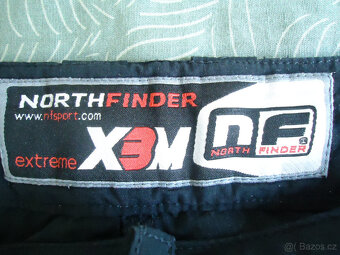 NORTHFINDER
www.nfsport.com
extreme X3M
nF
NORTH FINDER
Bazos.cz